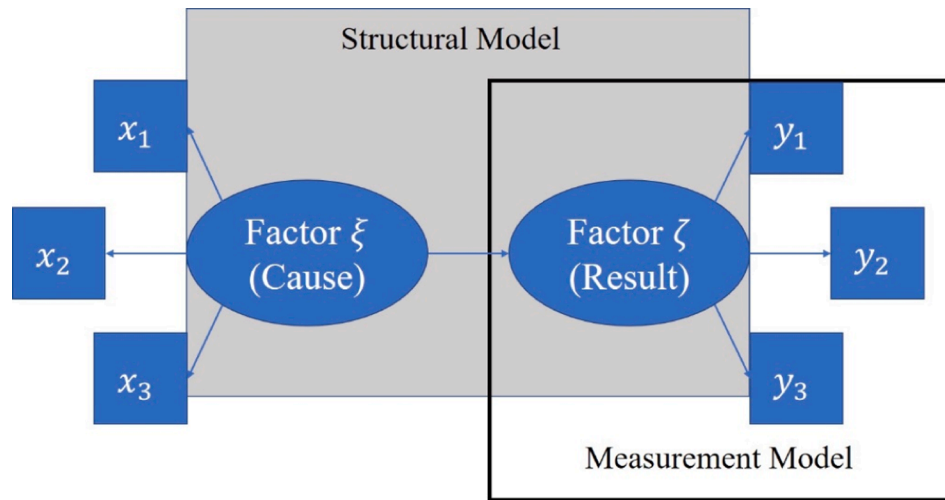 Structural Model
x₁
y₁
Factor ξ
(Cause)
Factor ζ
(Result)
x₂
y₂
x₃
y₃
Measurement Model